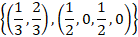 {(1/3, 2/3), (1/2, 0, 1/2, 0)}